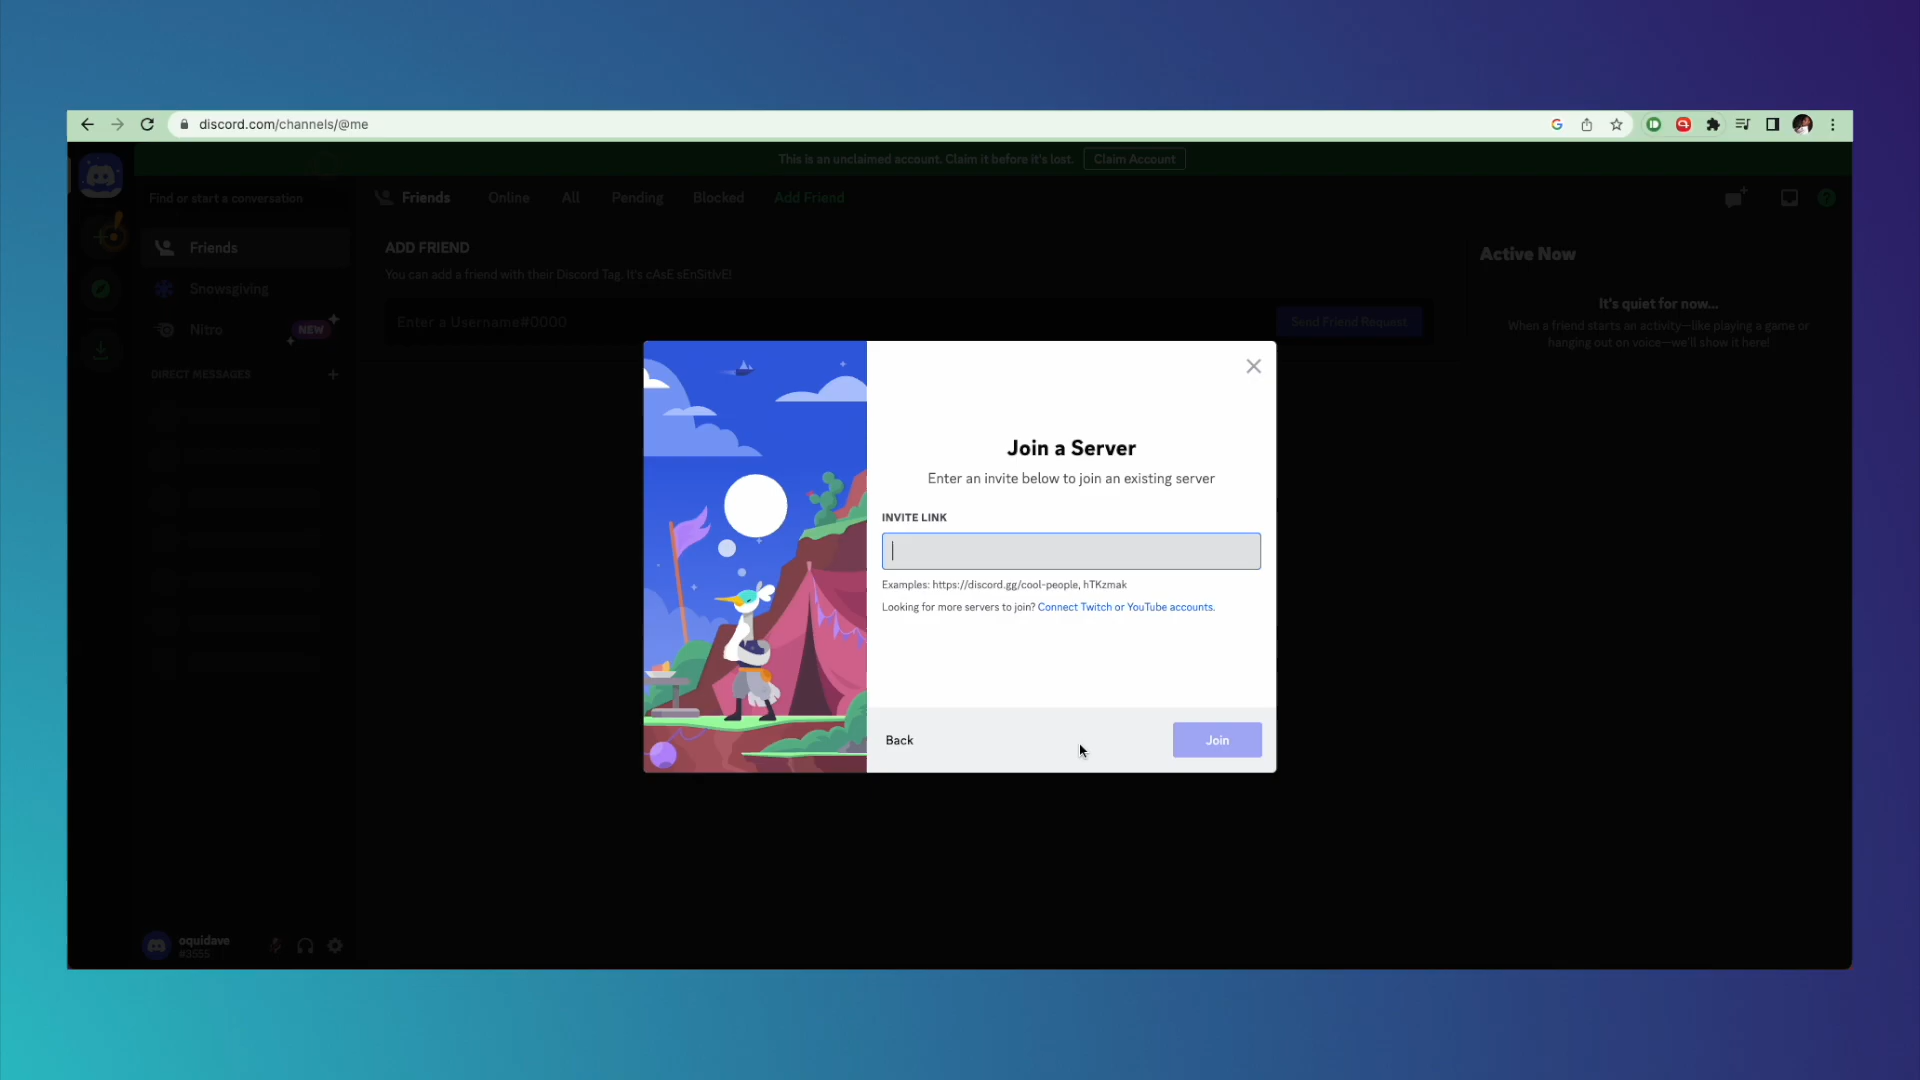 discord.com/channels/@me
This is an unclaimed account. Claim it before it's lost.
Claim Account
Find or start a conversation
Friends
Online
All
Pending
Blocked
Add Friend
Friends
Snowsgiving
Nitro
NEW
DIRECT MESSAGES
ADD FRIEND
You can add a friend with their Discord Tag. It's cAsE sEnSitIvE!
Enter a Username#0000
Send Friend Request
Active Now
It's quiet for now...
When a friend starts an activity—like playing a game or
hanging out on voice—we'll show it here!
Join a Server
Enter an invite below to join an existing server
INVITE LINK
Examples: https://discord.gg/cool-people, hTKzmak
Looking for more servers to join? Connect Twitch or YouTube accounts.
Back
Join
oquidave
#3555